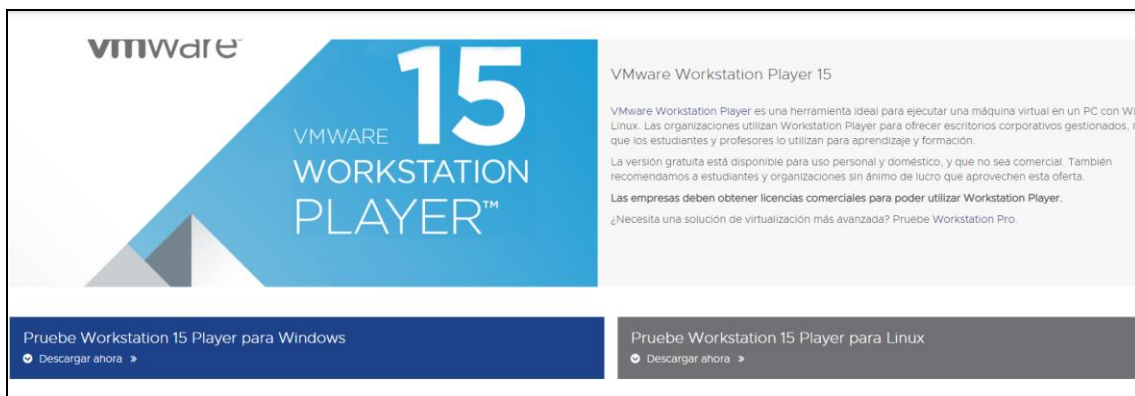 vmware
15
VMWARE
WORKSTATION
PLAYER™
VMware Workstation Player 15
VMware Workstation Player es una herramienta ideal para ejecutar una máquina virtual en un PC con
Linux. Las organizaciones utilizan Workstation Player para ofrecer escritorios corporativos gestionados,
que los estudiantes y profesores lo utilizan para aprendizaje y formación.
La versión gratuita está disponible para uso personal y doméstico, y que no sea comercial. También
recomendamos a estudiantes y organizaciones sin ánimo de lucro que aprovechen esta oferta.
Las empresas deben obtener licencias comerciales para poder utilizar Workstation Player.
¿Necesita una solución de virtualización más avanzada? Pruebe Workstation Pro.
Pruebe Workstation 15 Player para Windows
Descargar ahora »
Pruebe Workstation 15 Player para Linux
Descargar ahora »